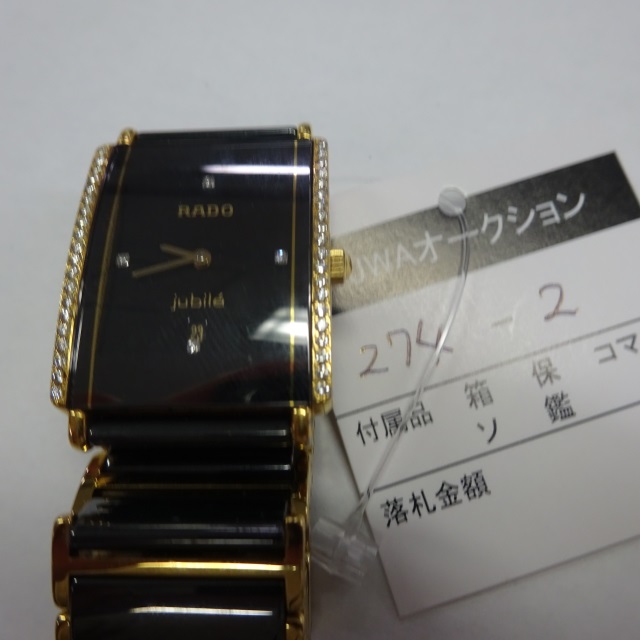 RADO
jubilé
WAオークション
274-2
付属品 箱 保 コマ
ソ 鑑
落札金額